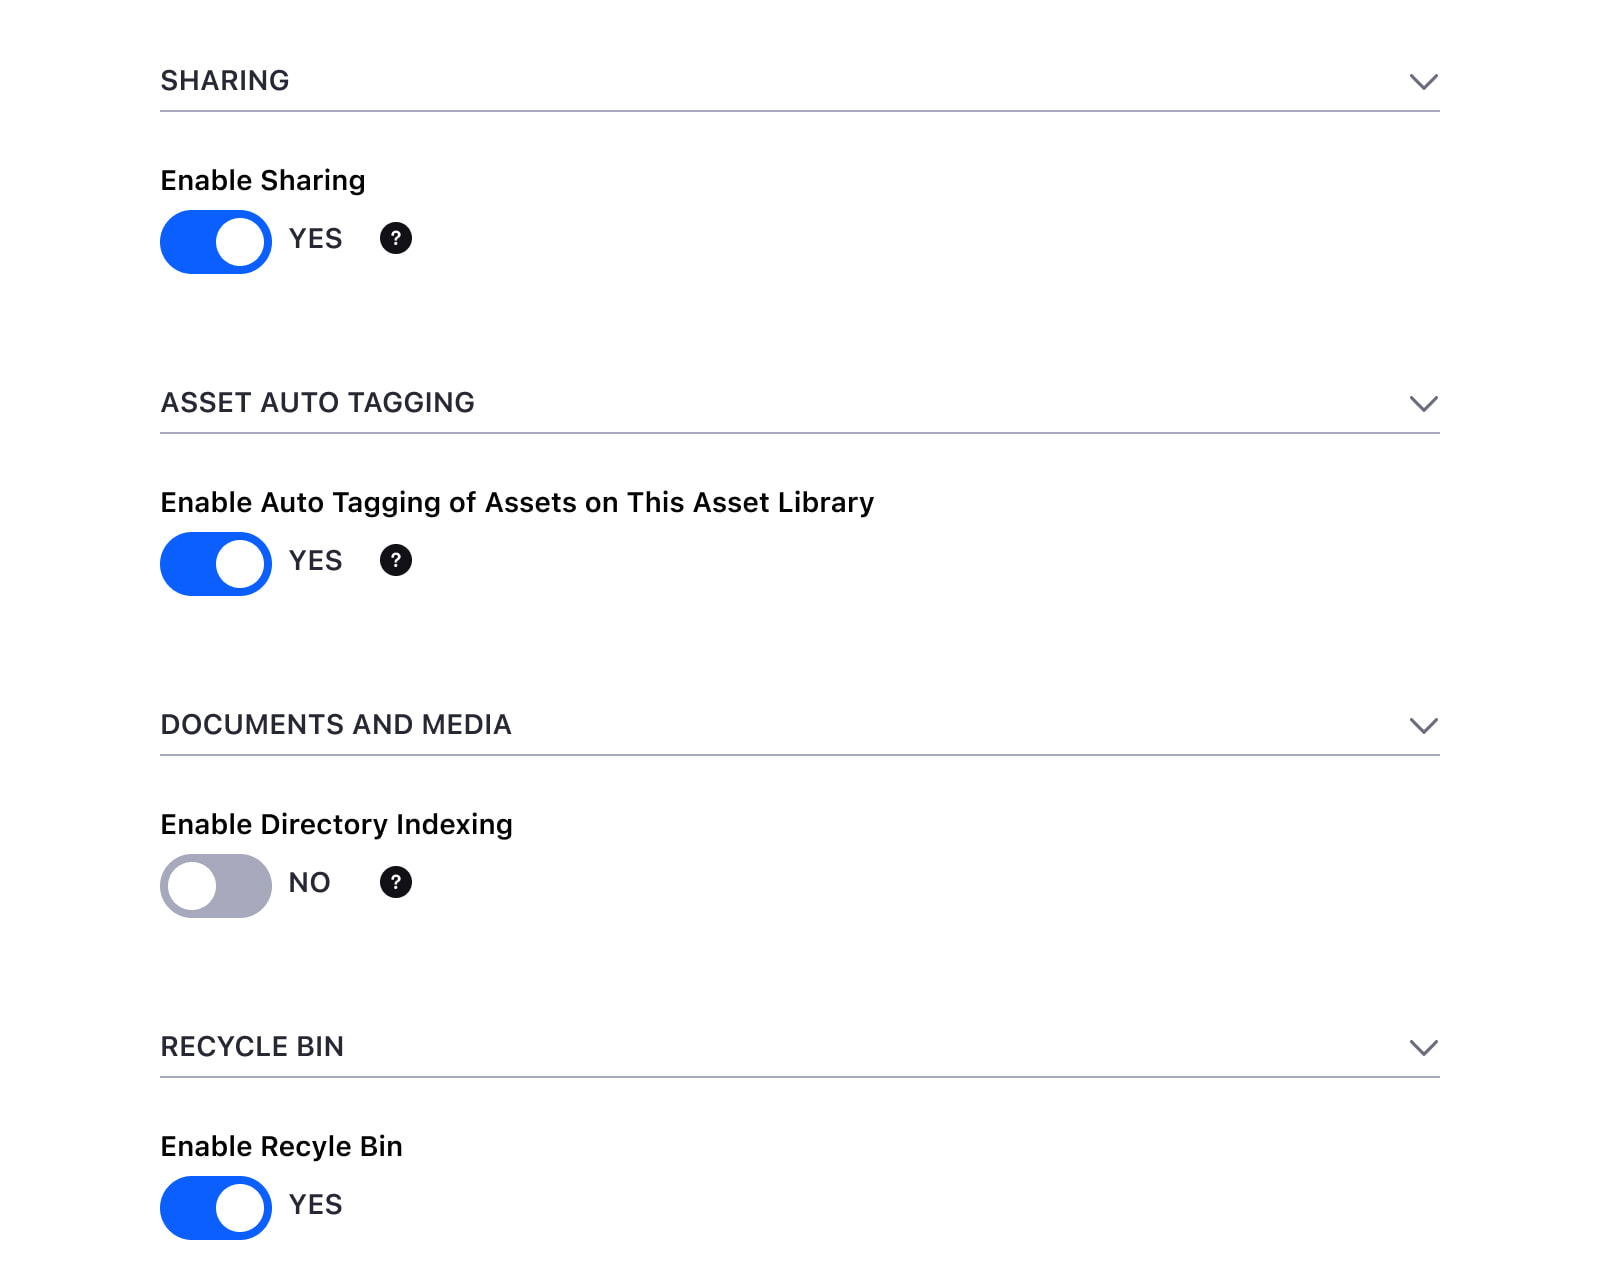 SHARING
Enable Sharing
YES ?
ASSET AUTO TAGGING
Enable Auto Tagging of Assets on This Asset Library
YES ?
DOCUMENTS AND MEDIA
Enable Directory Indexing
NO ?
RECYCLE BIN
Enable Recyle Bin
YES